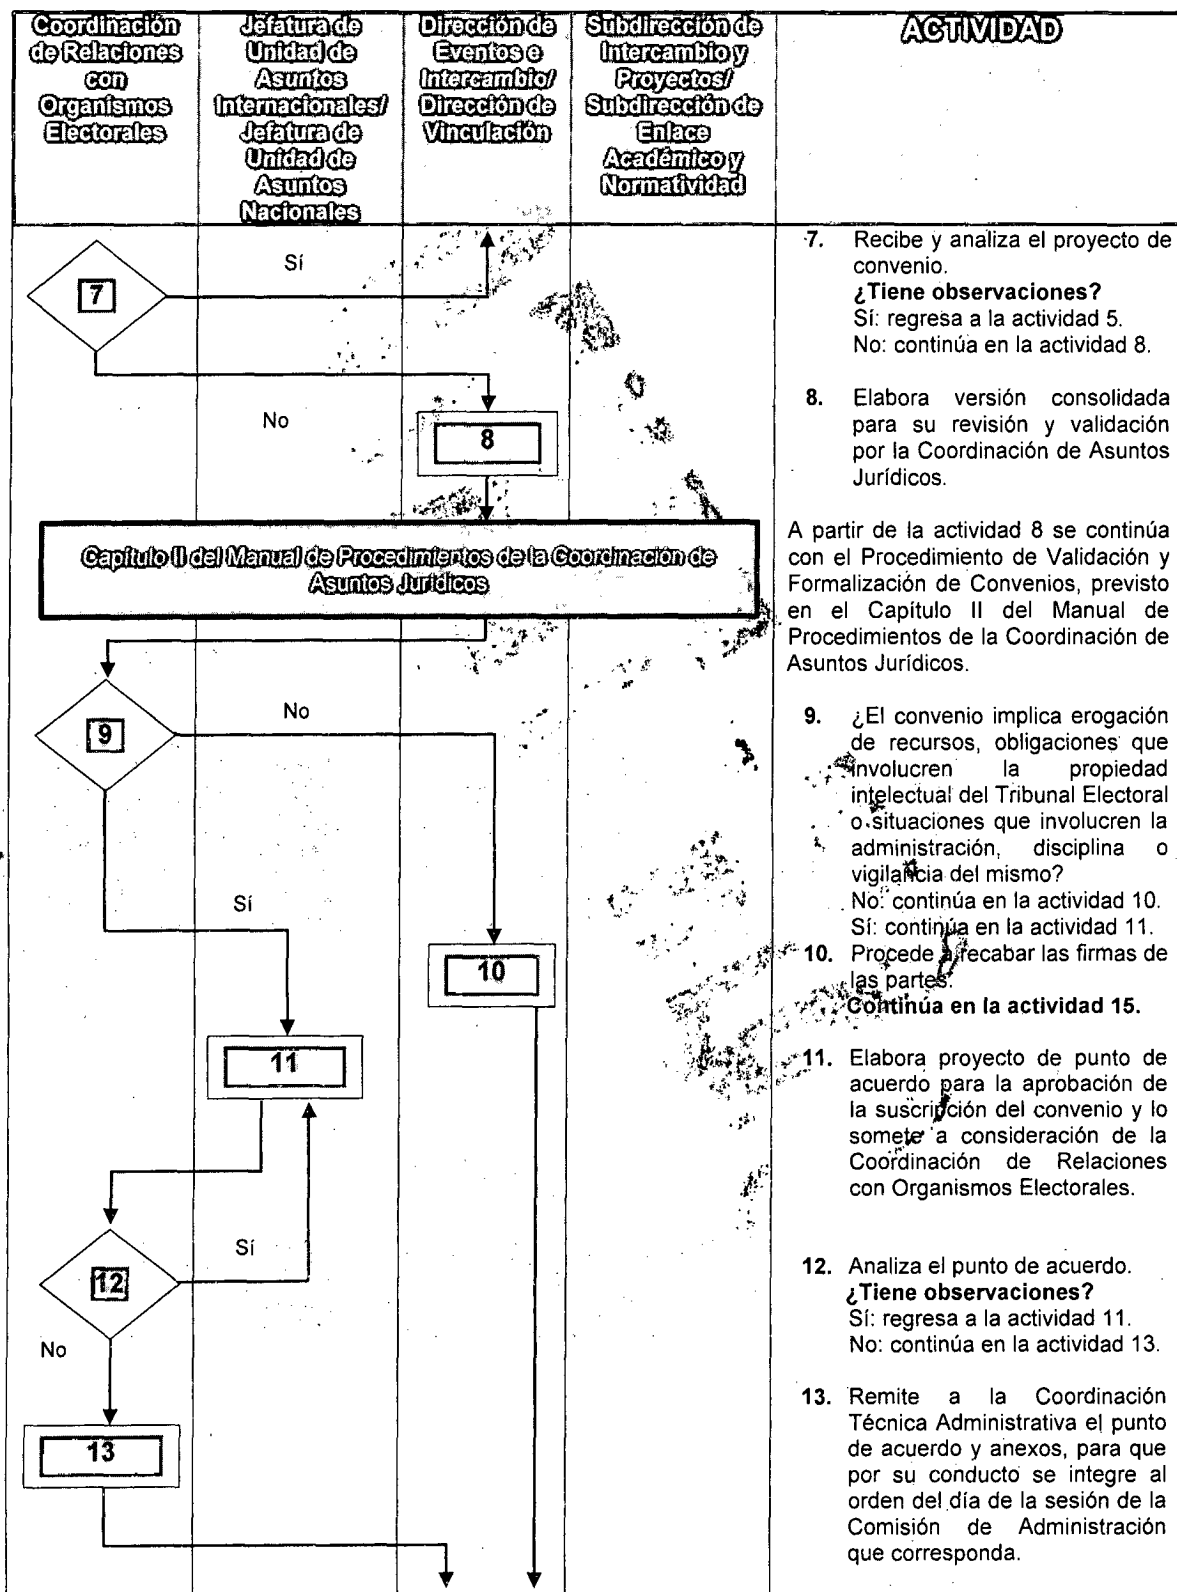 Coordinación
de Relaciones
con
Organismos
Electorales
Jefatura de
Unidad de
Asuntos
Internacionales/
Jefatura de
Unidad de
Asuntos
Nacionales
Dirección de
Eventos e
Intercambio/
Dirección de
Vinculación
Subdirección de
Intercambio y
Proyectos/
Subdirección de
Enlace
Académico y
Normatividad
ACTIVIDAD
7
Sí
No
8
Capítulo II del Manual de Procedimientos de la Coordinación de
Asuntos Jurídicos
9
No
Sí
10
11
12
Sí
No
13
7. Recibe y analiza el proyecto de
convenio.
¿Tiene observaciones?
Sí: regresa a la actividad 5.
No: continúa en la actividad 8.
8. Elabora versión consolidada
para su revisión y validación
por la Coordinación de Asuntos
Jurídicos.
A partir de la actividad 8 se continúa
con el Procedimiento de Validación y
Formalización de Convenios, previsto
en el Capítulo II del Manual de
Procedimientos de la Coordinación de
Asuntos Jurídicos.
9. ¿El convenio implica erogación
de recursos, obligaciones que
involucren la propiedad
intelectual del Tribunal Electoral
o situaciones que involucren la
administración, disciplina o
vigilancia del mismo?
No: continúa en la actividad 10.
Sí: continúa en la actividad 11.
10. Procede a recabar las firmas de
las partes.
Continúa en la actividad 15.
11. Elabora proyecto de punto de
acuerdo para la aprobación de
la suscripción del convenio y lo
somete a consideración de la
Coordinación de Relaciones
con Organismos Electorales.
12. Analiza el punto de acuerdo.
¿Tiene observaciones?
Sí: regresa a la actividad 11.
No: continúa en la actividad 13.
13. Remite a la Coordinación
Técnica Administrativa el punto
de acuerdo y anexos, para que
por su conducto se integre al
orden del día de la sesión de la
Comisión de Administración
que corresponda.